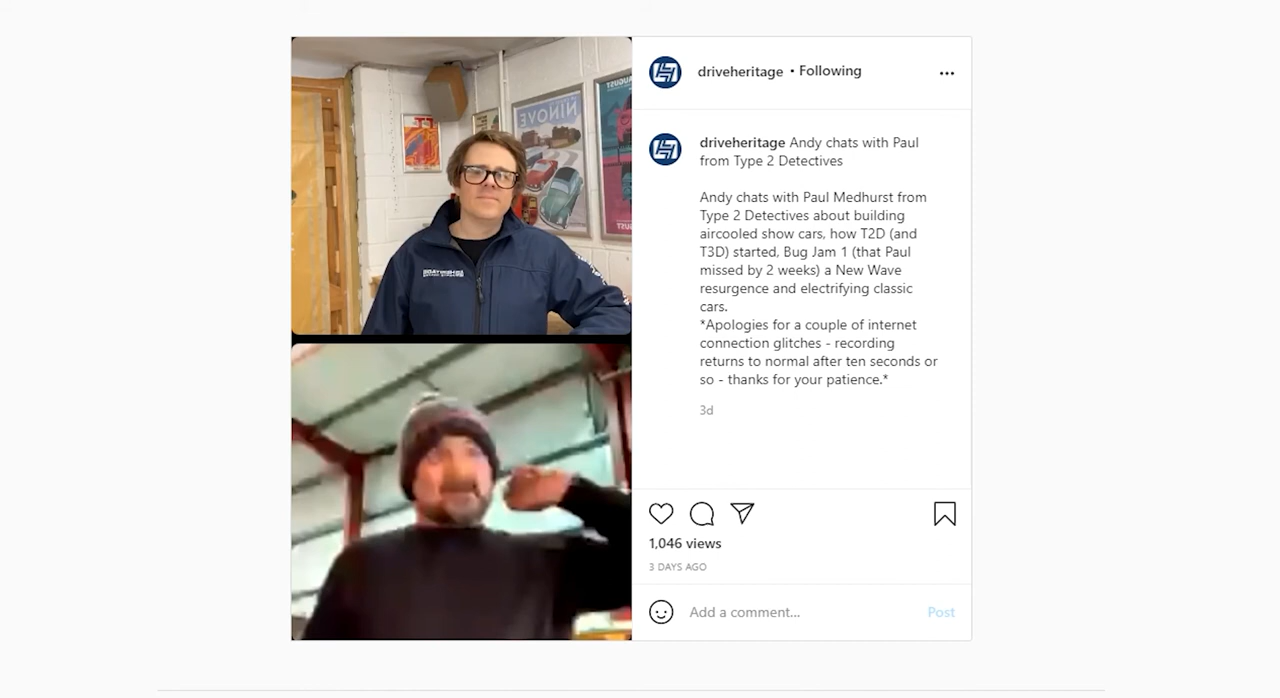 driveheritage • Following
driveheritage Andy chats with Paul
from Type 2 Detectives
Andy chats with Paul Medhurst from
Type 2 Detectives about building
aircooled show cars, how T2D (and
T3D) started, Bug Jam 1 (that Paul
missed by 2 weeks) a New Wave
resurgence and electrifying classic
cars.
*Apologies for a couple of internet
connection glitches - recording
returns to normal after ten seconds or
so - thanks for your patience.*
3d
1,046 views
3 DAYS AGO
Add a comment...
Post
NINOVE
AUGUST